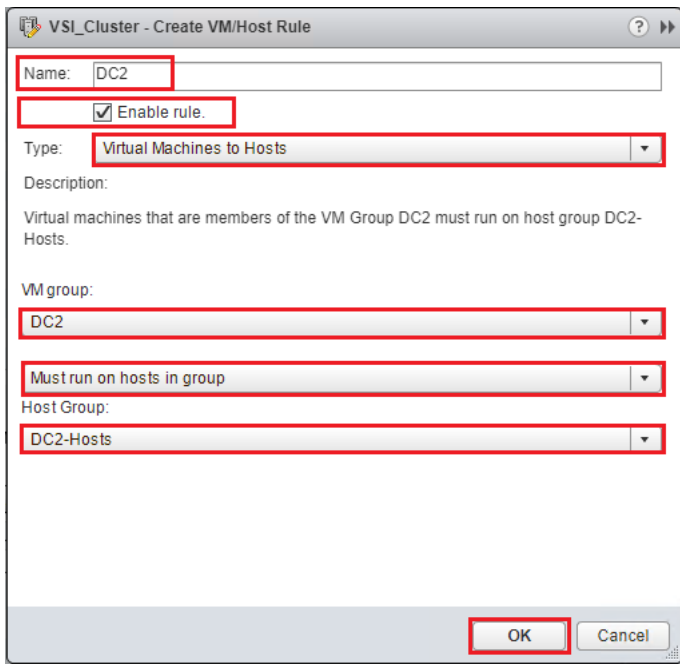 VSI_Cluster - Create VM/Host Rule
Name: DC2
Enable rule.
Type: Virtual Machines to Hosts
Description:
Virtual machines that are members of the VM Group DC2 must run on host group DC2-
Hosts.
VM group:
DC2
Must run on hosts in group
Host Group:
DC2-Hosts
OK Cancel